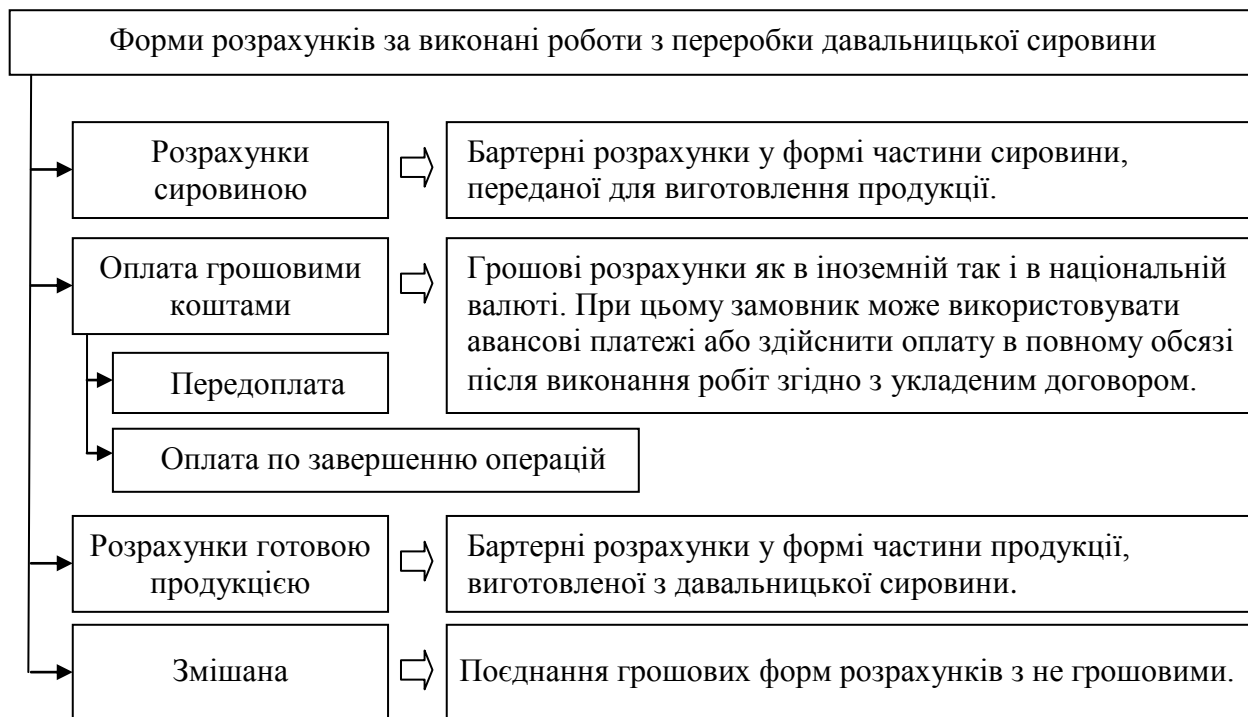 Форми розрахунків за виконані роботи з переробки давальницької сировини
Розрахунки
сировиною
Бартерні розрахунки у формі частини сировини,
переданої для виготовлення продукції.
Оплата грошовими
коштами
Грошові розрахунки як в іноземній так і в національній
валюті. При цьому замовник може використовувати
авансові платежі або здійснити оплату в повному обсязі
після виконання робіт згідно з укладеним договором.
Передоплата
Оплата по завершенню операцій
Розрахунки готовою
продукцією
Бартерні розрахунки у формі частини продукції,
виготовленої з давальницької сировини.
Змішана
Поєднання грошових форм розрахунків з не грошовими.